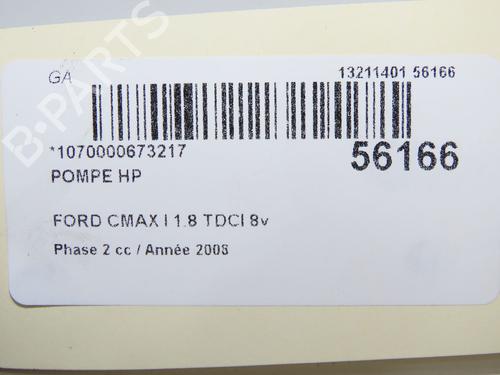 GA
13211401 56166
*1070000673217
56166
POMPE HP
FORD CMAX I 1.8 TDCI 8v
Phase 2 cc / Année 2008
B-PARTS